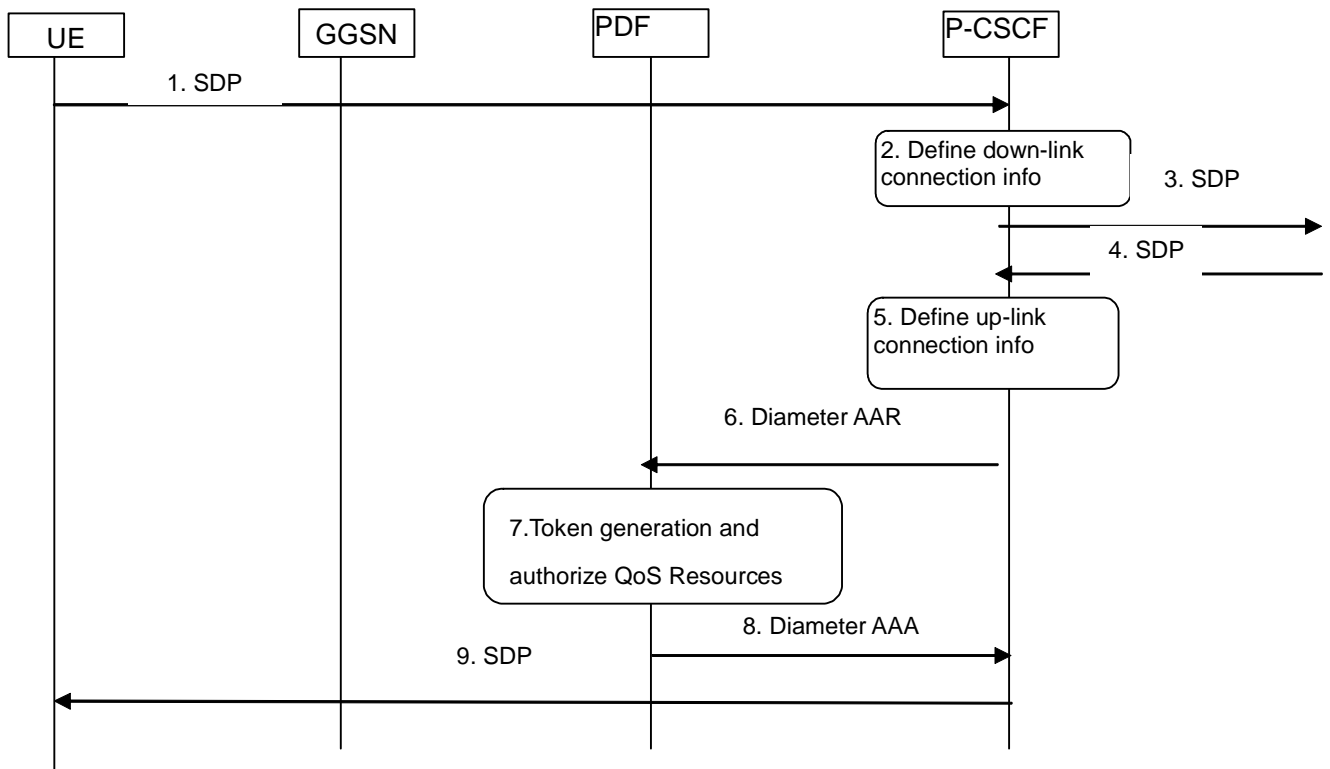 UE
GGSN
PDF
P-CSCF
1. SDP
2. Define down-link
connection info
3. SDP
4. SDP
5. Define up-link
connection info
6. Diameter AAR
7.Token generation and
authorize QoS Resources
8. Diameter AAA
9. SDP